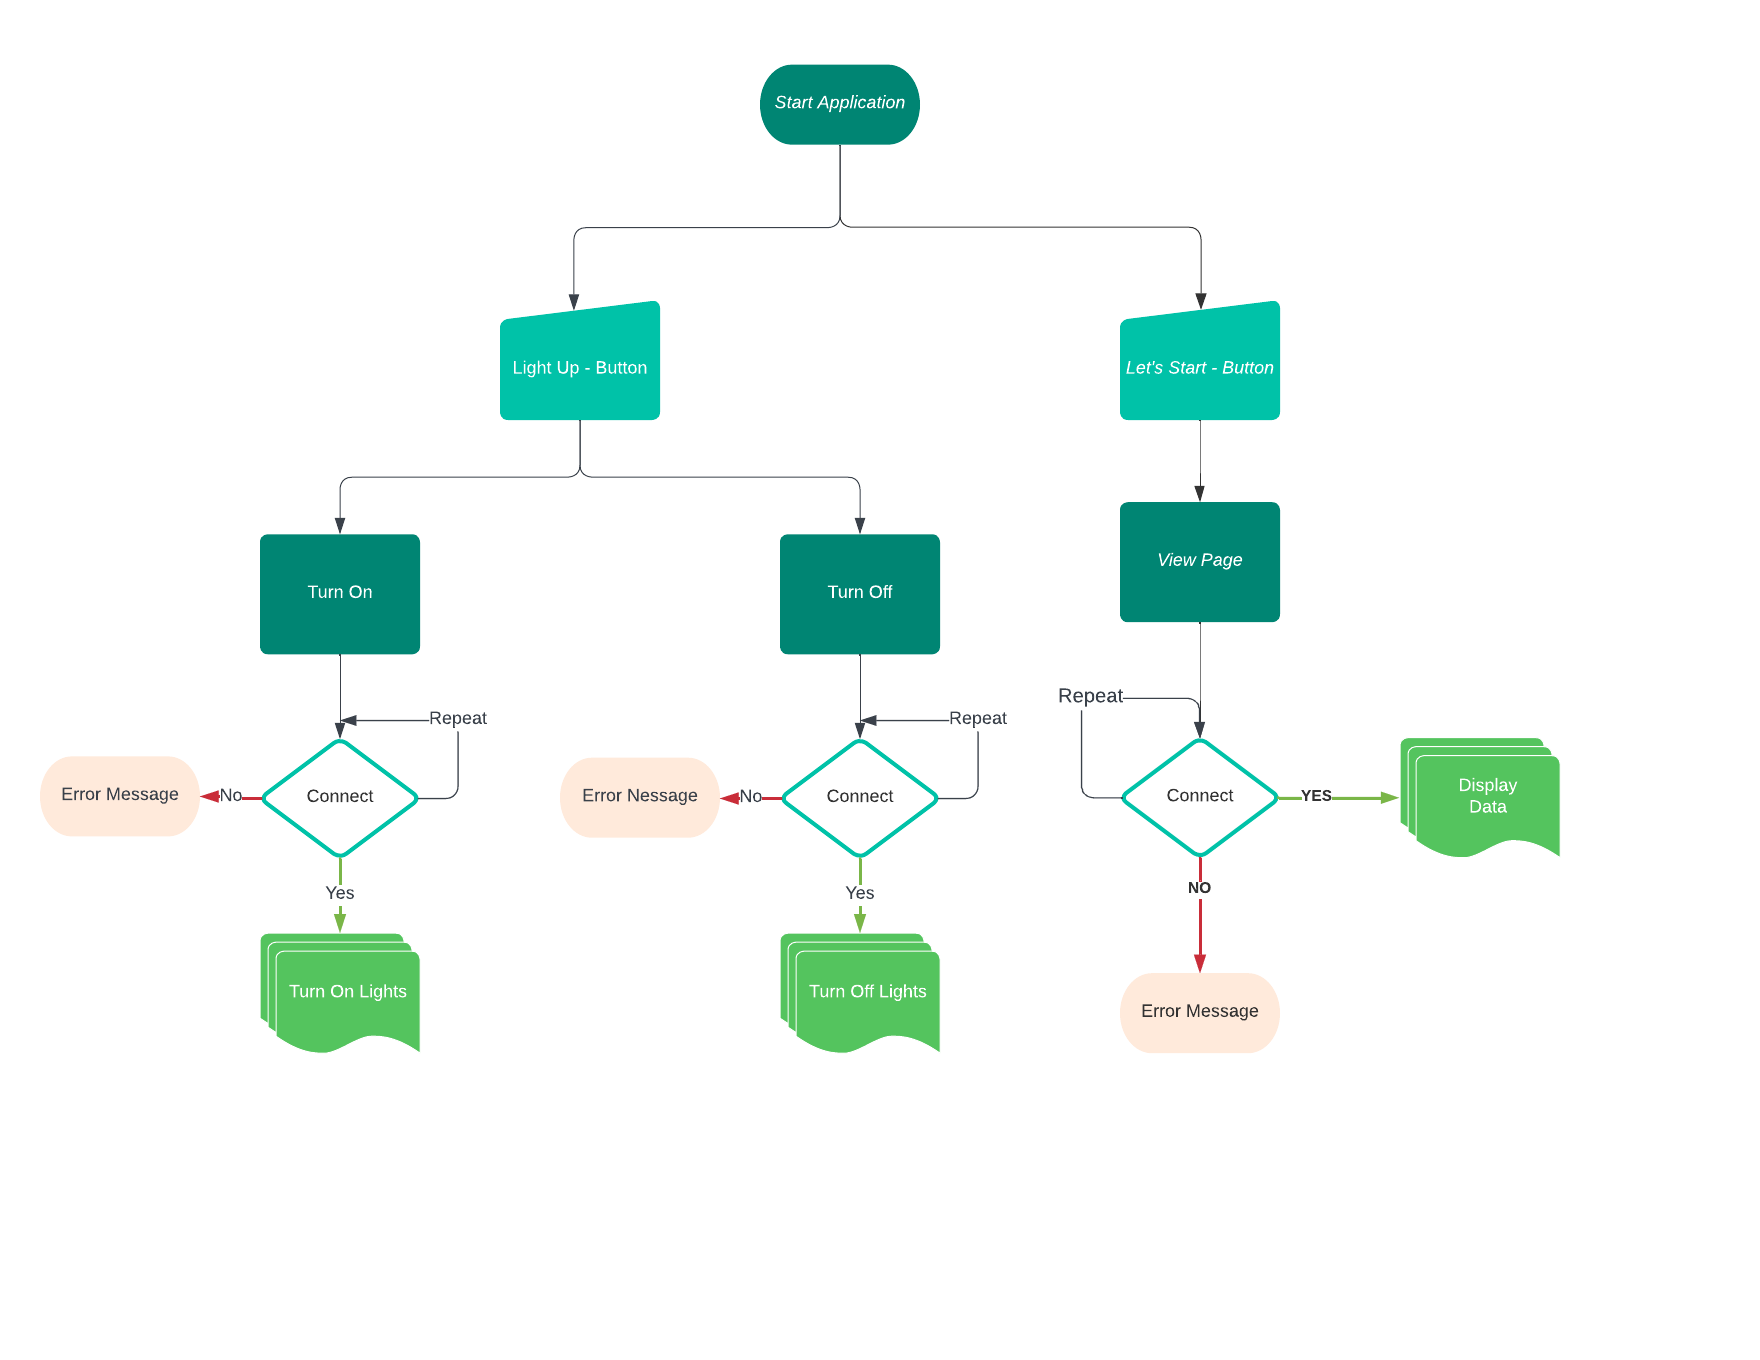 Start Application
Light Up - Button
Let's Start - Button
Turn On
Turn Off
View Page
Repeat
Repeat
Repeat
Error Message
No
Connect
Error Nessage
No
Connect
Connect
YES
Display
Data
Yes
Yes
NO
Turn On Lights
Turn Off Lights
Error Message